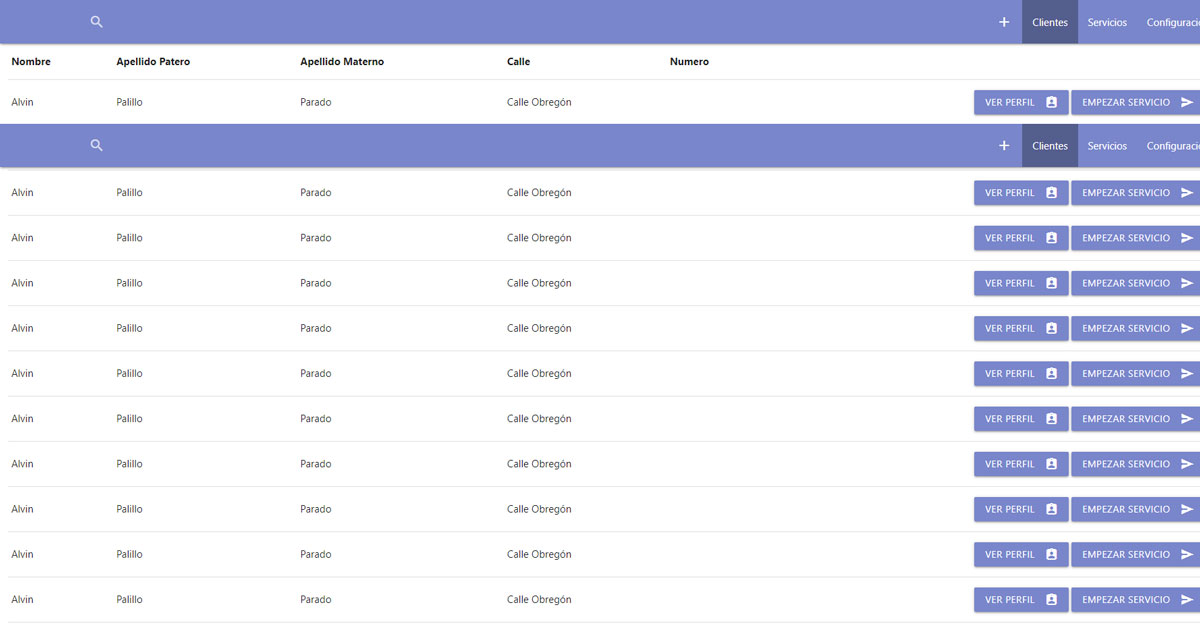 Clientes Servicios Configuraci
Nombre Apellido Patero Apellido Materno Calle Numero
Alvin Palillo Parado Calle Obregón VER PERFIL EMPEZAR SERVICIO
Clientes Servicios Configuraci
Alvin Palillo Parado Calle Obregón VER PERFIL EMPEZAR SERVICIO
Alvin Palillo Parado Calle Obregón VER PERFIL EMPEZAR SERVICIO
Alvin Palillo Parado Calle Obregón VER PERFIL EMPEZAR SERVICIO
Alvin Palillo Parado Calle Obregón VER PERFIL EMPEZAR SERVICIO
Alvin Palillo Parado Calle Obregón VER PERFIL EMPEZAR SERVICIO
Alvin Palillo Parado Calle Obregón VER PERFIL EMPEZAR SERVICIO
Alvin Palillo Parado Calle Obregón VER PERFIL EMPEZAR SERVICIO
Alvin Palillo Parado Calle Obregón VER PERFIL EMPEZAR SERVICIO
Alvin Palillo Parado Calle Obregón VER PERFIL EMPEZAR SERVICIO
Alvin Palillo Parado Calle Obregón VER PERFIL EMPEZAR SERVICIO